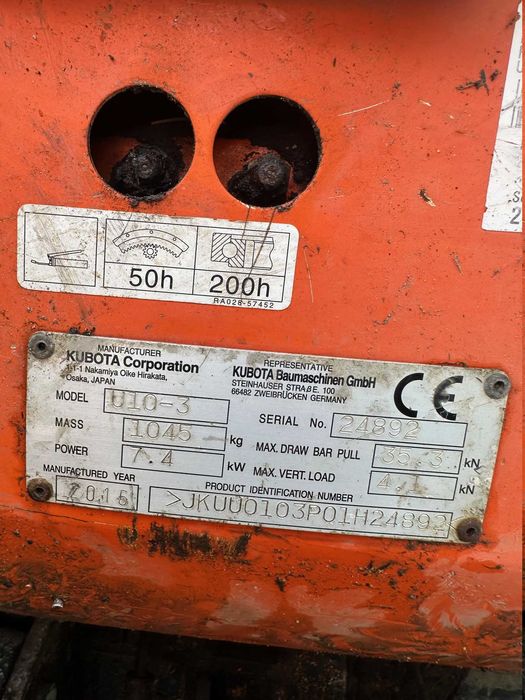 50h
200h
RA028-57452
MANUFACTURER
KUBOTA Corporation
1-1-1 Nakamiya Oike Hirakata,
Osaka, JAPAN
REPRESENTATIVE
KUBOTA Baumaschinen GmbH
STEINHAUSER STRAßE. 100
66482 ZWEIBRÜCKEN GERMANY
CE
MODEL U10-3
SERIAL No. 24892
MASS 1045 kg
MAX. DRAW BAR PULL 35.3 kN
POWER 7.4 kW
MAX. VERT. LOAD kN
MANUFACTURED YEAR
2015
PRODUCT IDENTIFICATION NUMBER
>JKUU0103P01H24892